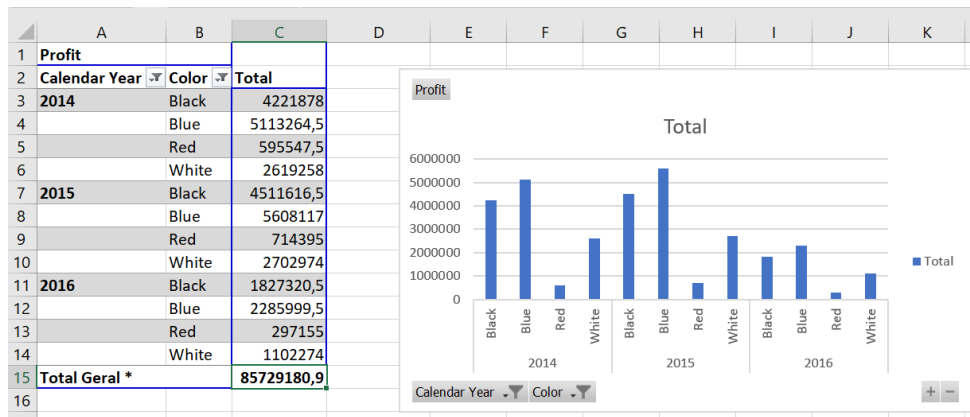 A B C D E F G H I J K
1 Profit
2 Calendar Year Color Total
3 2014 Black 4221878
4 Blue 5113264,5
5 Red 595547,5
6 White 2619258
7 2015 Black 4511616,5
8 Blue 5608117
9 Red 714395
10 White 2702974
11 2016 Black 1827320,5
12 Blue 2285999,5
13 Red 297155
14 White 1102274
15 Total Geral * 85729180,9
16
Profit
Total
6000000
5000000
4000000
3000000
2000000
1000000
0
Black Blue Red White Black Blue Red White Black Blue Red White
2014 2015 2016
Total
Calendar Year Color + -